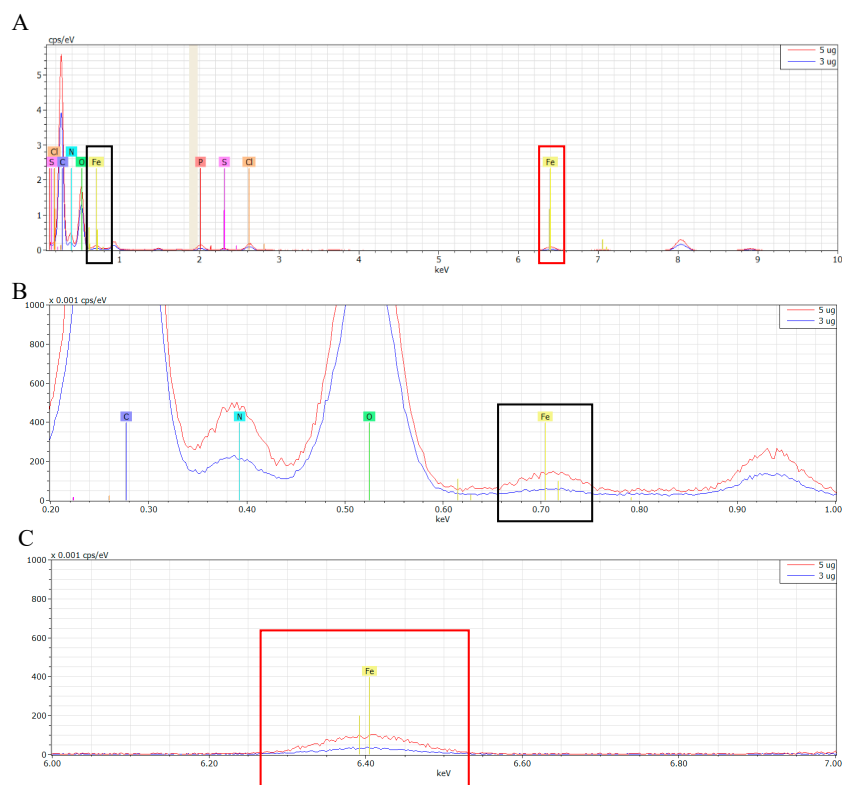 A
cps/eV
5 ug
3 ug
5
4
3
2
1
0
Cl N
S C O Fe P S Cl Fe
1 2 3 4 5 6 7 8 9 10
keV
B
x 0.001 cps/eV
5 ug
3 ug
1000
800
600
400
200
0
C N O Fe
0.20 0.30 0.40 0.50 0.60 0.70 0.80 0.90 1.00
keV
C
x 0.001 cps/eV
5 ug
3 ug
1000
800
600
400
200
0
Fe
6.00 6.20 6.40 6.60 6.80 7.00
keV